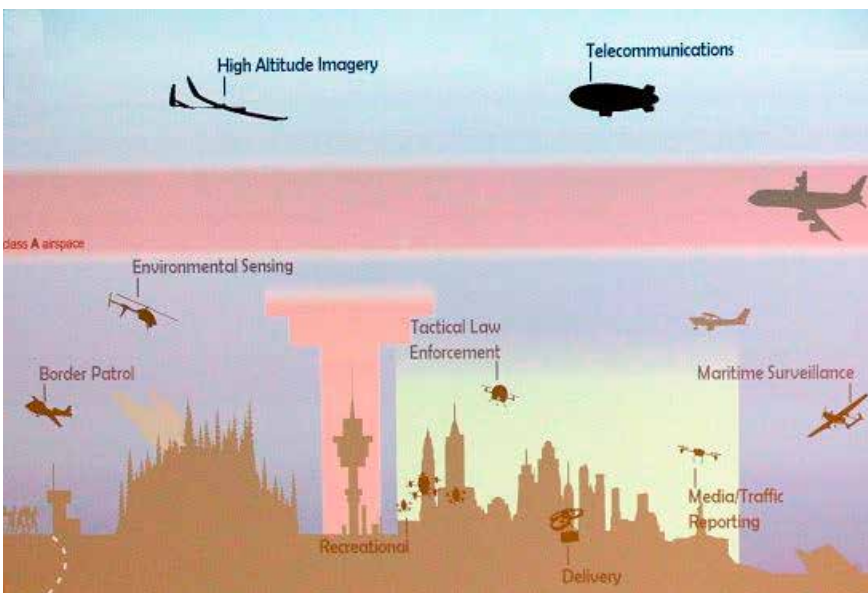 Telecommunications
High Altitude Imagery
class A airspace
Environmental Sensing
Tactical Law
Enforcement
Border Patrol
Maritime Surveillance
Media/Traffic
Reporting
Recreational
Delivery